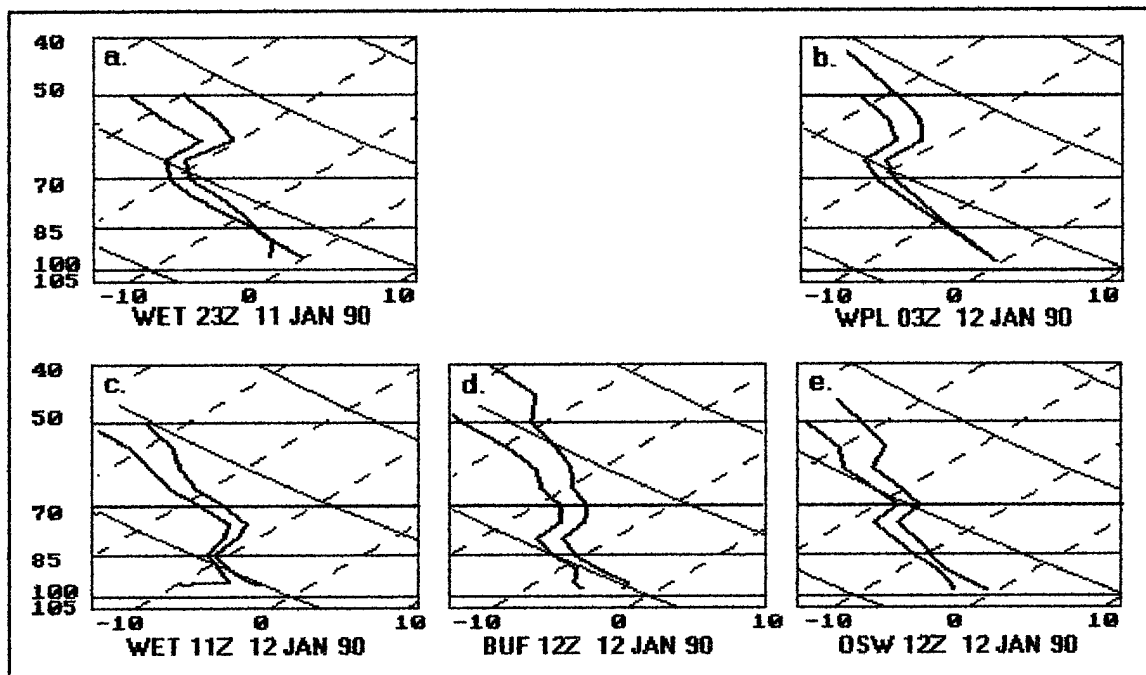 a.
40
50
70
85
100
105
-10 0 10
WET 23Z 11 JAN 90
b.
-10 0 10
WPL 03Z 12 JAN 90
c.
40
50
70
85
100
105
-10 0 10
WET 11Z 12 JAN 90
d.
-10 0 10
BUF 12Z 12 JAN 90
e.
-10 0 10
OSW 12Z 12 JAN 90